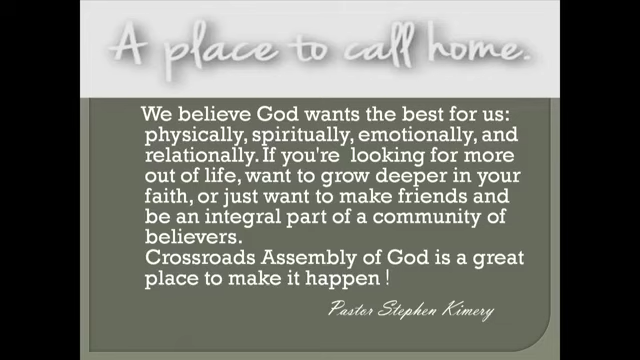 A place to call home.
We believe God wants the best for us:
physically, spiritually, emotionally, and
relationally. If you're looking for more
out of life, want to grow deeper in your
faith, or just want to make friends and
be an integral part of a community of
believers.
Crossroads Assembly of God is a great
place to make it happen !
Pastor Stephen Kimery